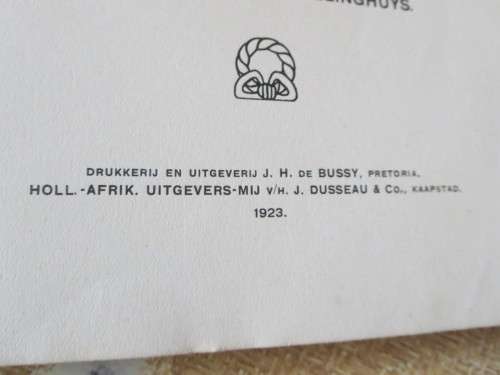 DRUKKERIJ EN UITGEVERIJ J. H. DE BUSSY, PRETORIA,
HOLL.-AFRIK. UITGEVERS-MIJ V/H. J. DUSSEAU & Co., KAAPSTAD.
1923.